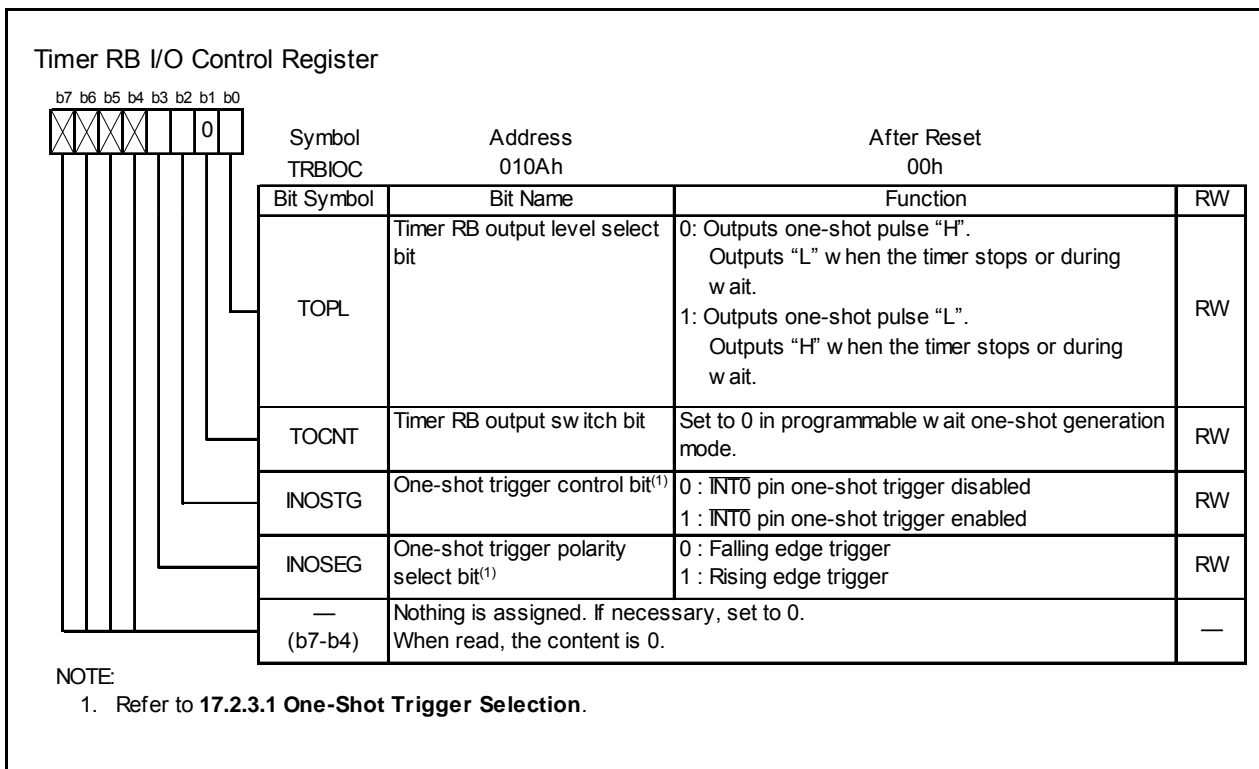 Timer RB I/O Control Register
b7 b6 b5 b4 b3 b2 b1 b0
0
Symbol Address After Reset
TRBIOC 010Ah 00h
Bit Symbol Bit Name Function RW
TOPL Timer RB output level select bit 0: Outputs one-shot pulse “H”.
Outputs “L” w hen the timer stops or during
w ait.
1: Outputs one-shot pulse “L”.
Outputs “H” w hen the timer stops or during
w ait.
RW
TOCNT Timer RB output sw itch bit Set to 0 in programmable w ait one-shot generation
mode.
RW
INOSTG One-shot trigger control bit(1) 0 : INT0 pin one-shot trigger disabled
1 : INT0 pin one-shot trigger enabled
RW
INOSEG One-shot trigger polarity
select bit(1)
0 : Falling edge trigger
1 : Rising edge trigger
RW
—
(b7-b4)
Nothing is assigned. If necessary, set to 0.
When read, the content is 0.
—
NOTE:
1. Refer to 17.2.3.1 One-Shot Trigger Selection.